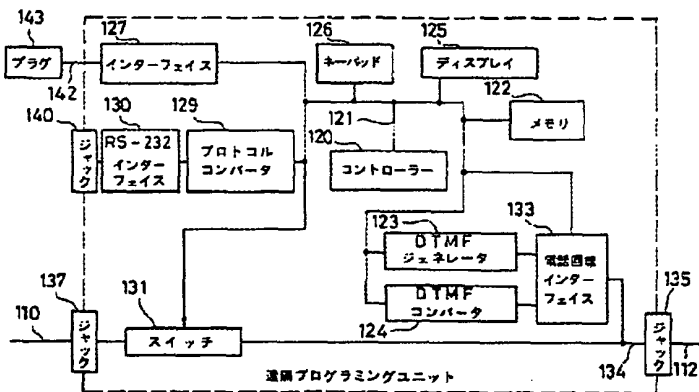 143
プラグ
142
127
インターフェイス
126
キーパッド
125
ディスプレイ
122
メモリ
121
120
コントローラー
140
ジャック
130
RS-232
インター
フェイス
129
プロトコル
コンバータ
123
DTMF
ジェネレータ
133
電話回線
インター
フェイス
DTMF
コンバータ
124
137
ジャック
110
131
スイッチ
135
ジャック
134
112
遠隔プログラミングユニット